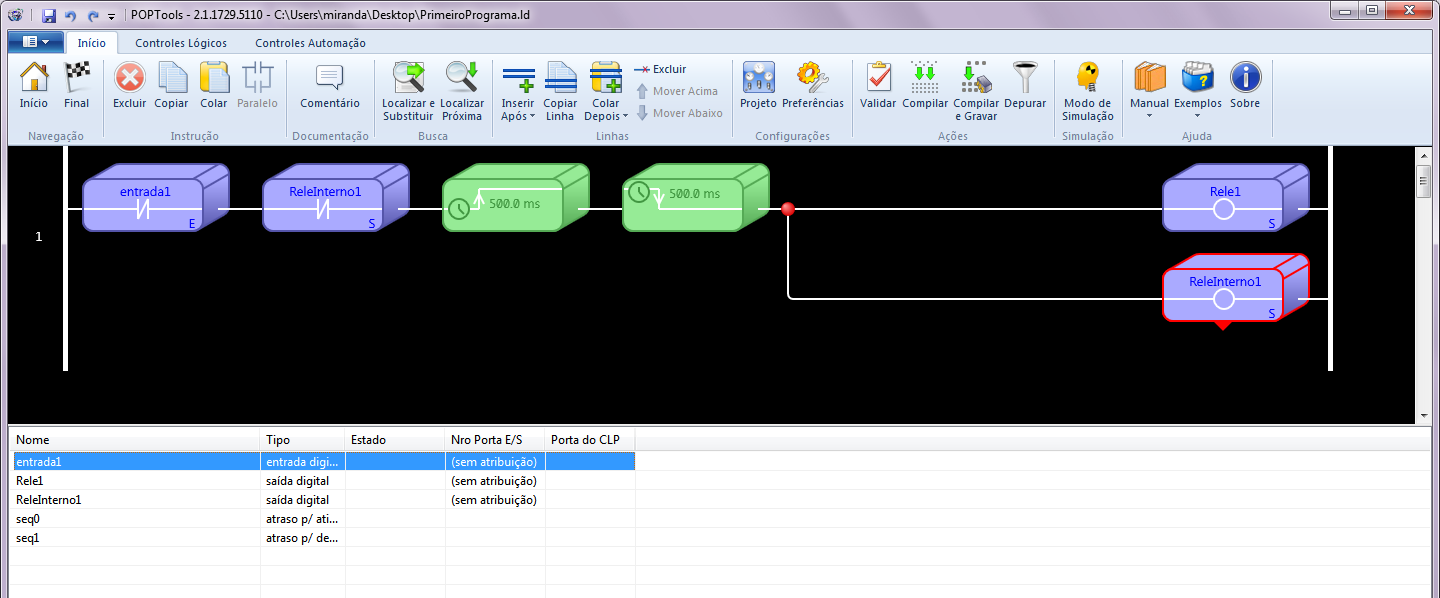 POPTools - 2.1.1729.5110 - C:\Users\miranda\Desktop\PrimeiroPrograma.ld
Início Controles Lógicos Controles Automação
Início Final Excluir Copiar Colar Paralelo Comentário Localizar e Substituir Localizar Próxima Inserir Após Copiar Linha Colar Depois Excluir Mover Acima Mover Abaixo Projeto Preferências Validar Compilar Compilar e Gravar Depurar Modo de Simulação Manual Exemplos Sobre
Navegação Instrução Documentação Busca Linhas Configurações Ações Simulação Ajuda
entrada1 ReleInterno1 Rele1
500.0 ms 500.0 ms
E S S
1
ReleInterno1
S
Nome Tipo Estado Nro Porta E/S Porta do CLP
entrada1 entrada digi... (sem atribuição)
Rele1 saída digital (sem atribuição)
ReleInterno1 saída digital (sem atribuição)
seq0 atraso p/ ati...
seq1 atraso p/ de...